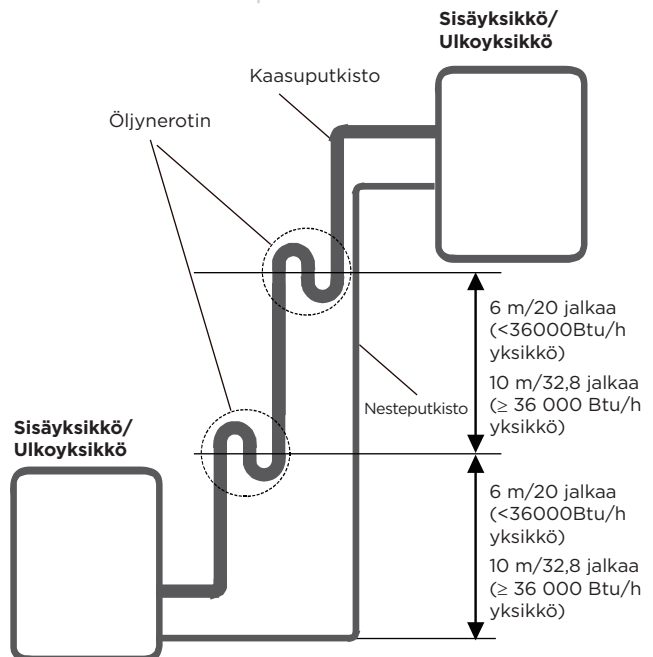 Sisäyksikkö/
Ulkoyksikkö
Kaasuputkisto
Öljynerotin
6 m/20 jalkaa
(<36000Btu/h
yksikkö)
10 m/32,8 jalkaa
(≥ 36 000 Btu/h
yksikkö)
Nesteputkisto
Sisäyksikkö/
Ulkoyksikkö
6 m/20 jalkaa
(<36000Btu/h
yksikkö)
10 m/32,8 jalkaa
(≥ 36 000 Btu/h
yksikkö)